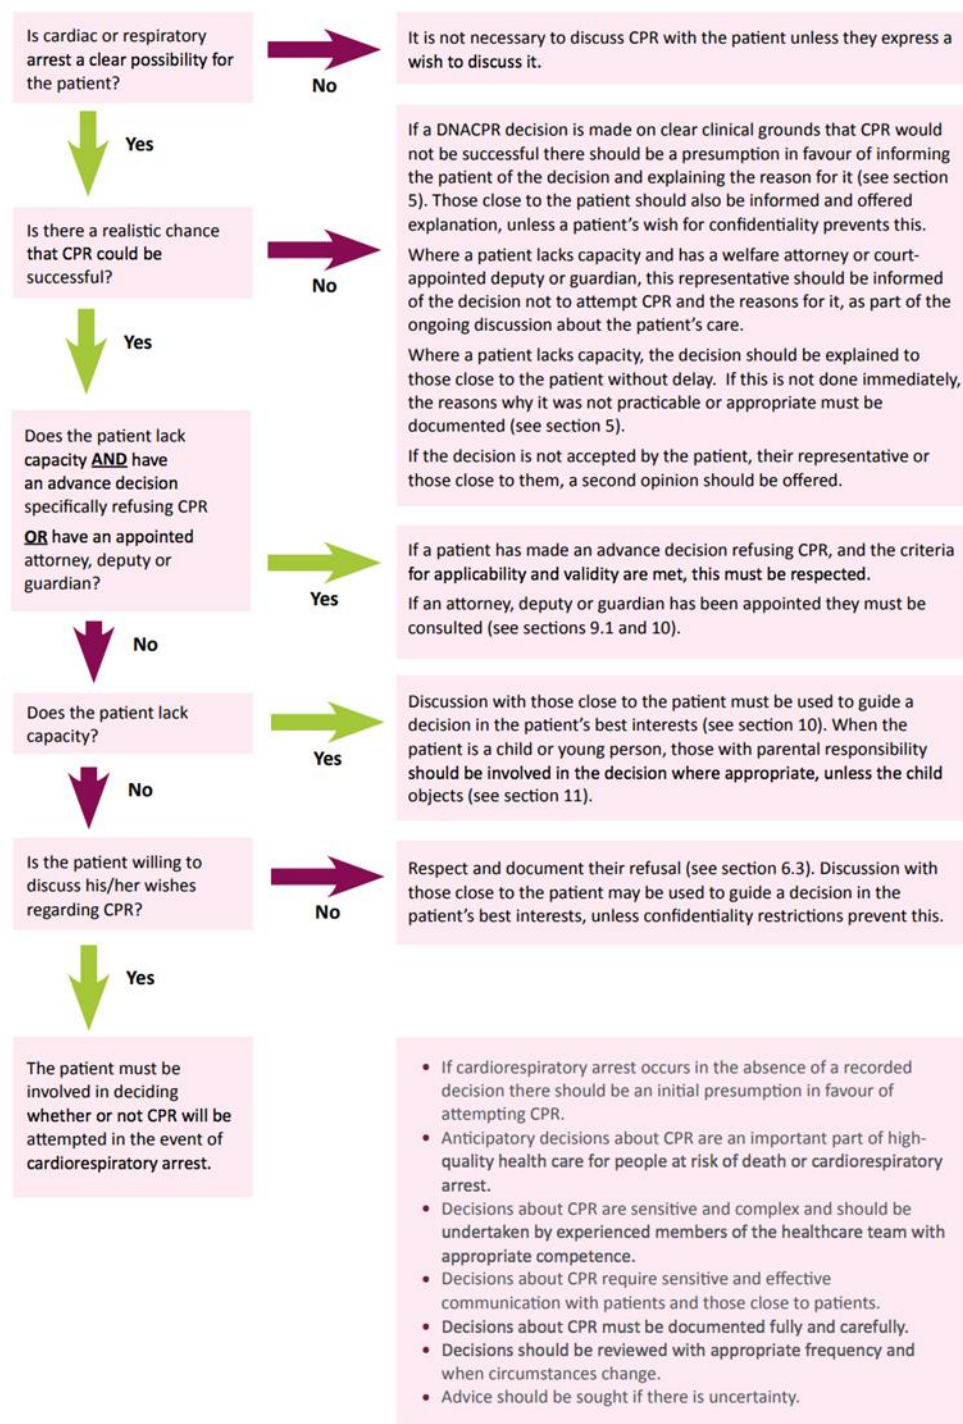 Is cardiac or respiratory
arrest a clear possibility for
the patient?
No
It is not necessary to discuss CPR with the patient unless they express a
wish to discuss it.
Yes
Is there a realistic chance
that CPR could be
successful?
No
If a DNACPR decision is made on clear clinical grounds that CPR would
not be successful there should be a presumption in favour of informing
the patient of the decision and explaining the reason for it (see section
5). Those close to the patient should also be informed and offered
explanation, unless a patient's wish for confidentiality prevents this.
Where a patient lacks capacity and has a welfare attorney or court-
appointed deputy or guardian, this representative should be informed
of the decision not to attempt CPR and the reasons for it, as part of the
ongoing discussion about the patient's care.
Where a patient lacks capacity, the decision should be explained to
those close to the patient without delay. If this is not done immediately,
the reasons why it was not practicable or appropriate must be
documented (see section 5).
If the decision is not accepted by the patient, their representative or
those close to them, a second opinion should be offered.
Yes
Does the patient lack
capacity AND have
an advance decision
specifically refusing CPR
OR have an appointed
attorney, deputy or
guardian?
Yes
If a patient has made an advance decision refusing CPR, and the criteria
for applicability and validity are met, this must be respected.
If an attorney, deputy or guardian has been appointed they must be
consulted (see sections 9.1 and 10).
No
Does the patient lack
capacity?
Yes
Discussion with those close to the patient must be used to guide a
decision in the patient's best interests (see section 10). When the
patient is a child or young person, those with parental responsibility
should be involved in the decision where appropriate, unless the child
objects (see section 11).
No
Is the patient willing to
discuss his/her wishes
regarding CPR?
No
Respect and document their refusal (see section 6.3). Discussion with
those close to the patient may be used to guide a decision in the
patient's best interests, unless confidentiality restrictions prevent this.
Yes
The patient must be
involved in deciding
whether or not CPR will be
attempted in the event of
cardiorespiratory arrest.
• If cardiorespiratory arrest occurs in the absence of a recorded
decision there should be an initial presumption in favour of
attempting CPR.
• Anticipatory decisions about CPR are an important part of high-
quality health care for people at risk of death or cardiorespiratory
arrest.
• Decisions about CPR are sensitive and complex and should be
undertaken by experienced members of the healthcare team with
appropriate competence.
• Decisions about CPR require sensitive and effective
communication with patients and those close to patients.
• Decisions about CPR must be documented fully and carefully.
• Decisions should be reviewed with appropriate frequency and
when circumstances change.
• Advice should be sought if there is uncertainty.